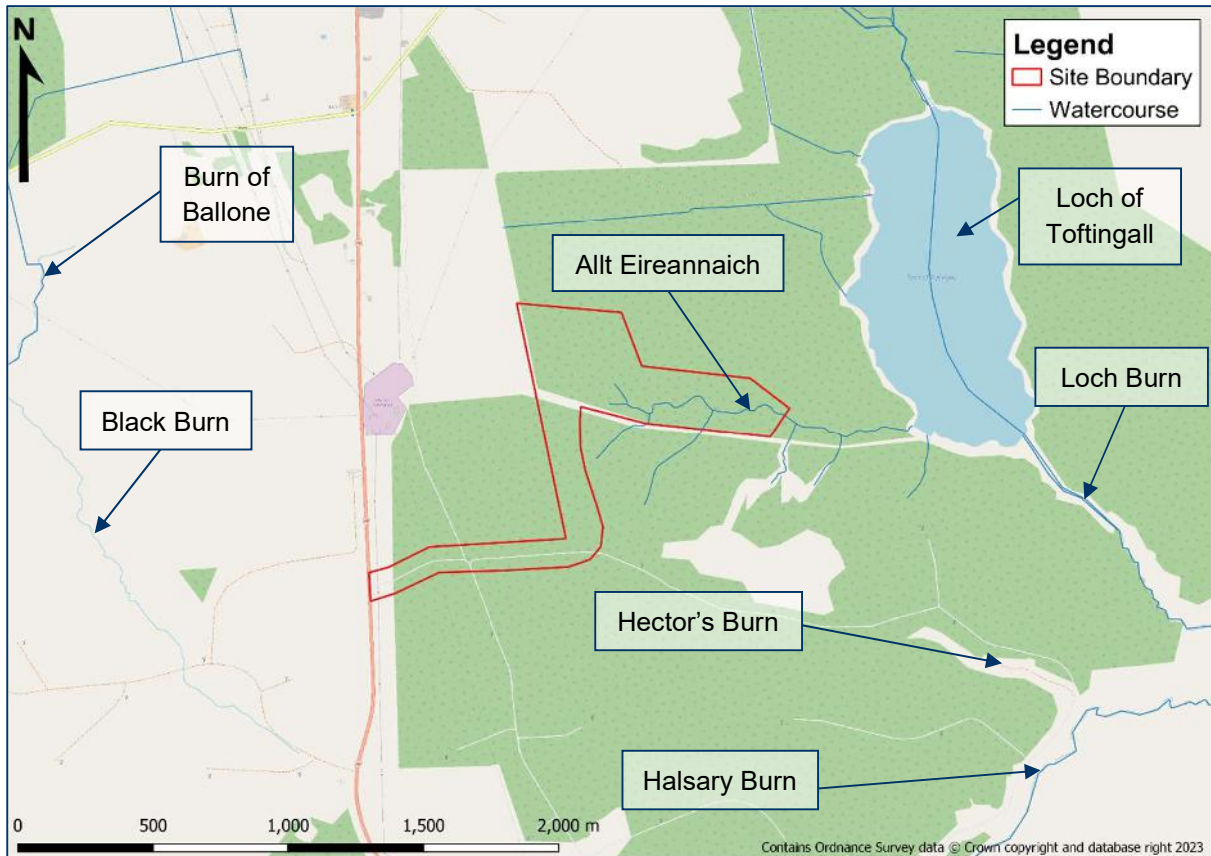 N
Legend
Site Boundary
Watercourse
Burn of
Ballone
Loch of
Toftingall
Allt Eireannaich
Loch Burn
Black Burn
Hector's Burn
Halsary Burn
0 500 1,000 1,500 2,000 m
Contains Ordnance Survey data © Crown copyright and database right 2023